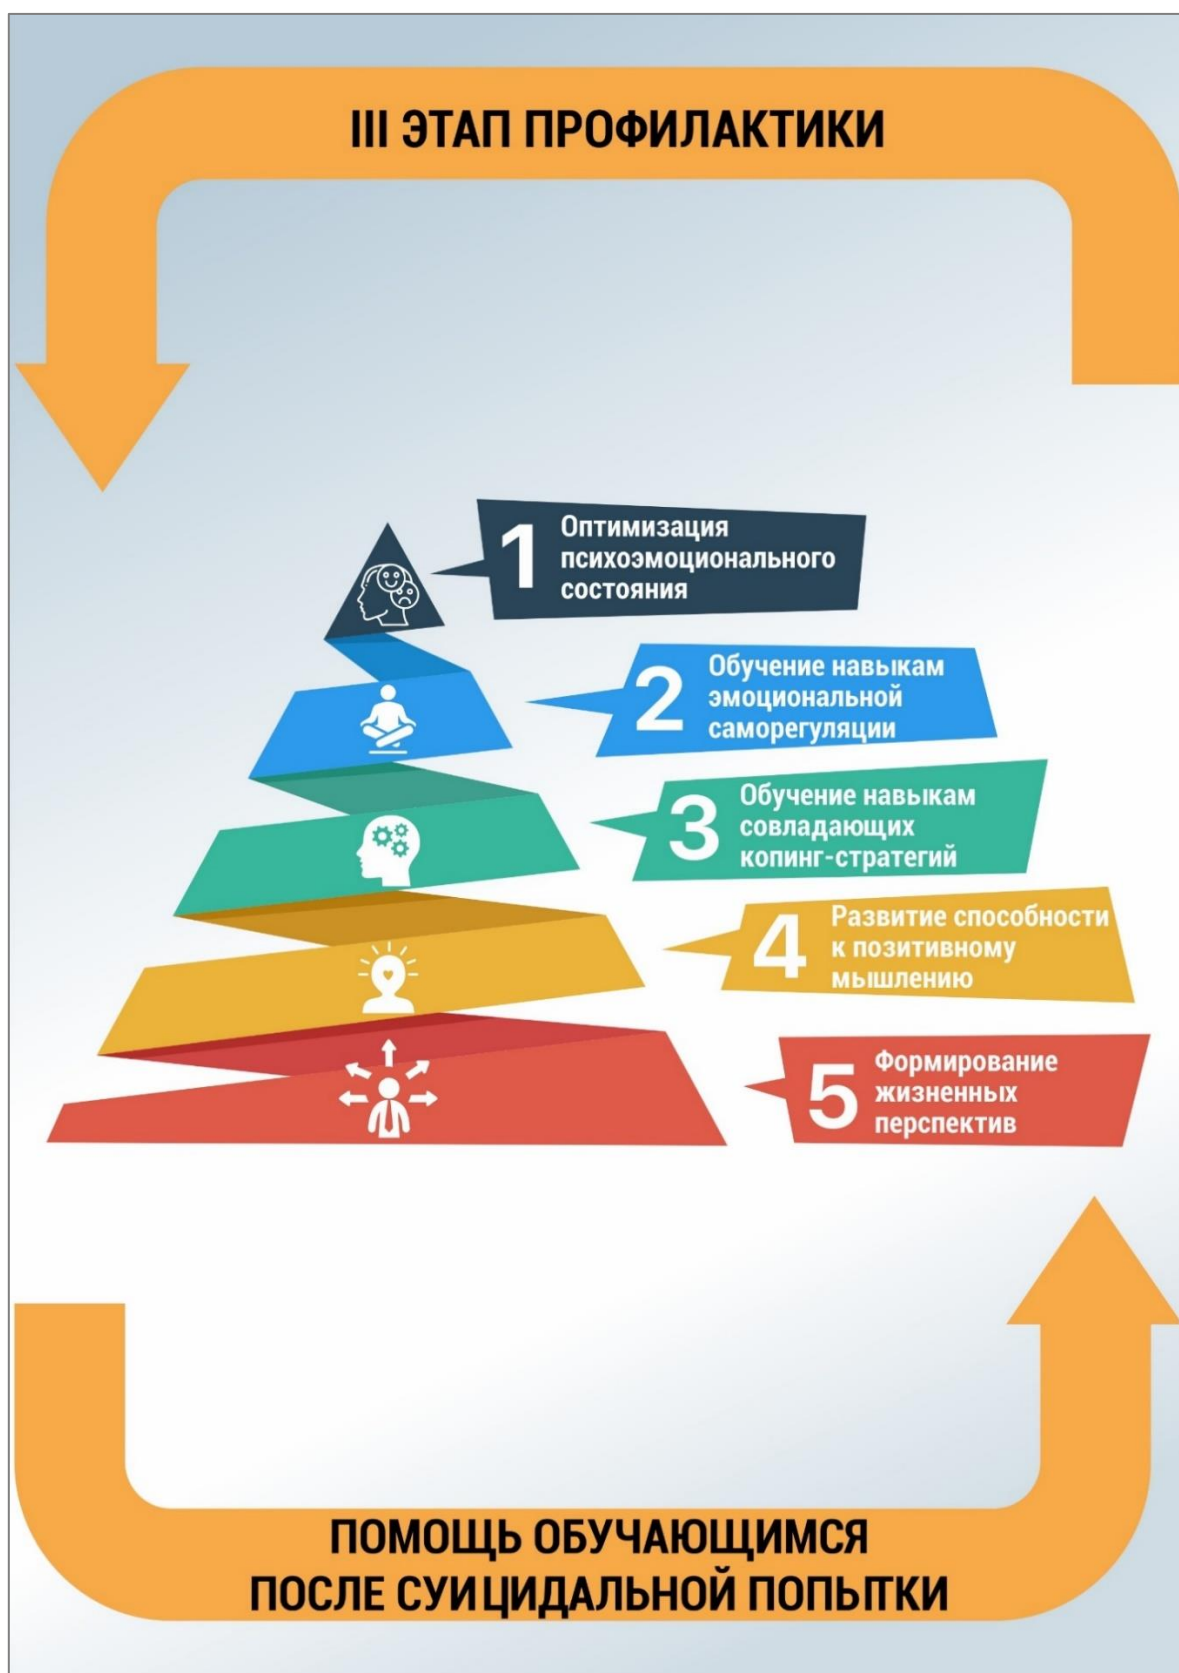 III ЭТАП ПРОФИЛАКТИКИ
1
Оптимизация
психоэмоционального
состояния
2
Обучение навыкам
эмоциональной
саморегуляции
3
Обучение навыкам
совладающих
копинг-стратегий
4
Развитие способности
к позитивному
мышлению
5
Формирование
жизненных
перспектив
ПОМОЩЬ ОБУЧАЮЩИМСЯ
ПОСЛЕ СУИЦИДАЛЬНОЙ ПОПЫТКИ